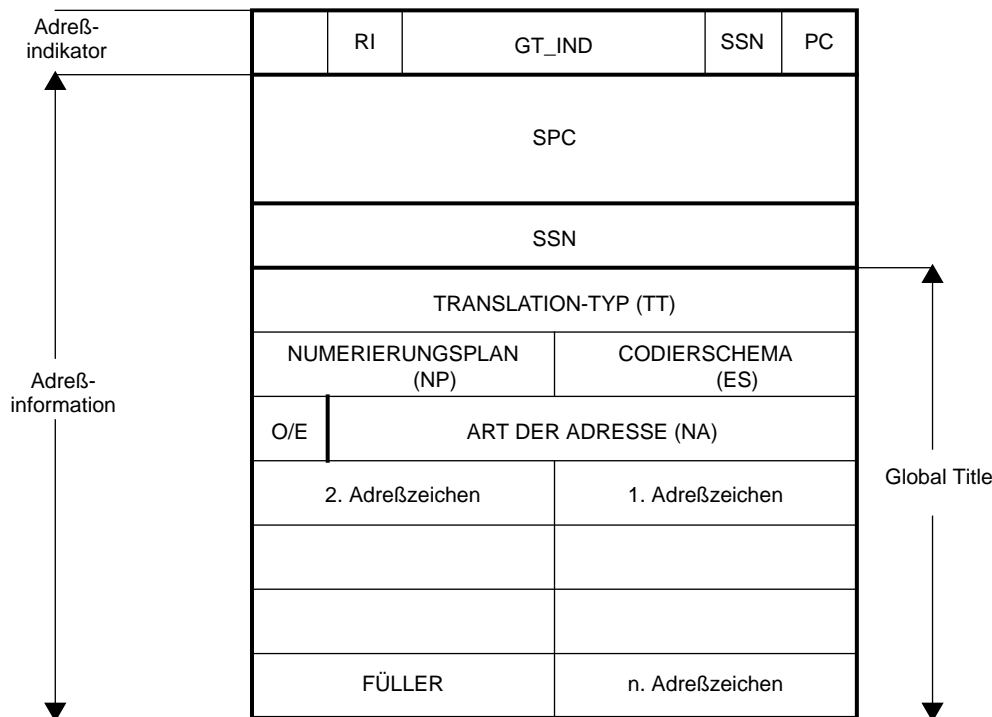 Adreß-
indikator
RI
GT_IND
SSN
PC
SPC
SSN
TRANSLATION-TYP (TT)
NUMERIERUNGSPLAN
(NP)
CODIERSCHEMA
(ES)
Adreß-
information
O/E
ART DER ADRESSE (NA)
2. Adreßzeichen
1. Adreßzeichen
Global Title
FÜLLER
n. Adreßzeichen